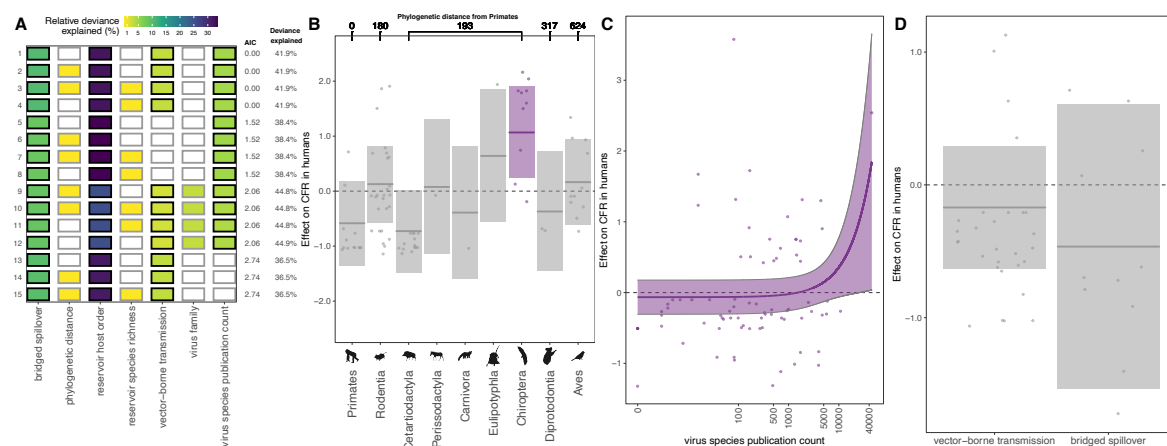 A
Relative deviance
explained (%)
1 5 10 20 30
AIC
Deviance
explained
1 0.00 41.9%
2 0.00 41.9%
3 0.00 41.9%
4 0.00 41.9%
5 1.52 38.4%
6 1.52 38.4%
7 1.52 38.4%
8 1.52 38.4%
9 2.06 44.8%
10 2.06 44.8%
11 2.06 44.8%
12 2.06 44.9%
13 2.74 36.5%
14 2.74 36.5%
15 2.74 36.5%
bridged spillover
phylogenetic distance
reservoir host order
reservoir species richness
vector−borne transmission
virus family
virus species publication count
B
Phylogenetic distance from Primates
0 180 193 317 624
Effect on CFR in humans
2.0
1.0
0.0
−1.0
−2.0
Primates
Rodentia
Cetartiodactyla
Perissodactyla
Carnivora
Eulipotyphla
Chiroptera
Diprotodontia
Aves
C
Effect on CFR in humans
3
2
1
0
−1
0 100 500 1000 5000 10000 40000
virus species publication count
D
Effect on CFR in humans
1.0
0.0
−1.0
vector−borne transmission
bridged spillover